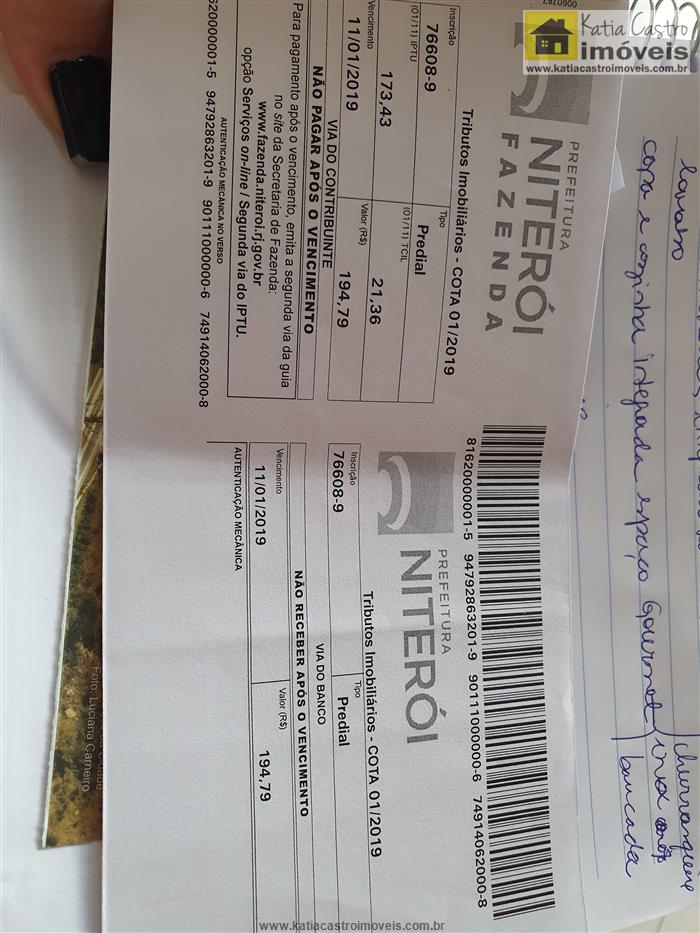 Katia Castro
imóveis
www.katiacastroimoveis.com.br
PREFEITURA
NITERÓI
FAZENDA
Tributos Imobiliários - COTA 01/2019
Inscrição
76608-9
Tipo
Predial
(01/11) IPTU
173,43
(01/11) TCIL
21,36
Vencimento
11/01/2019
Valor (R$)
194,79
VIA DO CONTRIBUINTE
NÃO PAGAR APÓS O VENCIMENTO
Para pagamento após o vencimento, emita a segunda via da guia
no site da Secretaria de Fazenda:
www.fazenda.niteroi.rj.gov.br
opção Serviços on-line / Segunda via do IPTU.
AUTENTICAÇÃO MECÂNICA NO VERSO
620000001-5 94792863201-9 901111000000-6 74914062000-8
81620000001-5 94792863201-9 901111000000-6 74914062000-8
PREFEITURA
NITERÓI
Tributos Imobiliários - COTA 01/2019
Inscrição
76608-9
Tipo
Predial
VIA DO BANCO
NÃO RECEBER APÓS O VENCIMENTO
Vencimento
11/01/2019
Valor (R$)
194,79
AUTENTICAÇÃO MECÂNICA
lavabo
copa e cozinha integrada espaço Gourmet
churrasqueira
bancada
Cidade
Foto: Luciana Carneiro
www.katiacastroimoveis.com.br